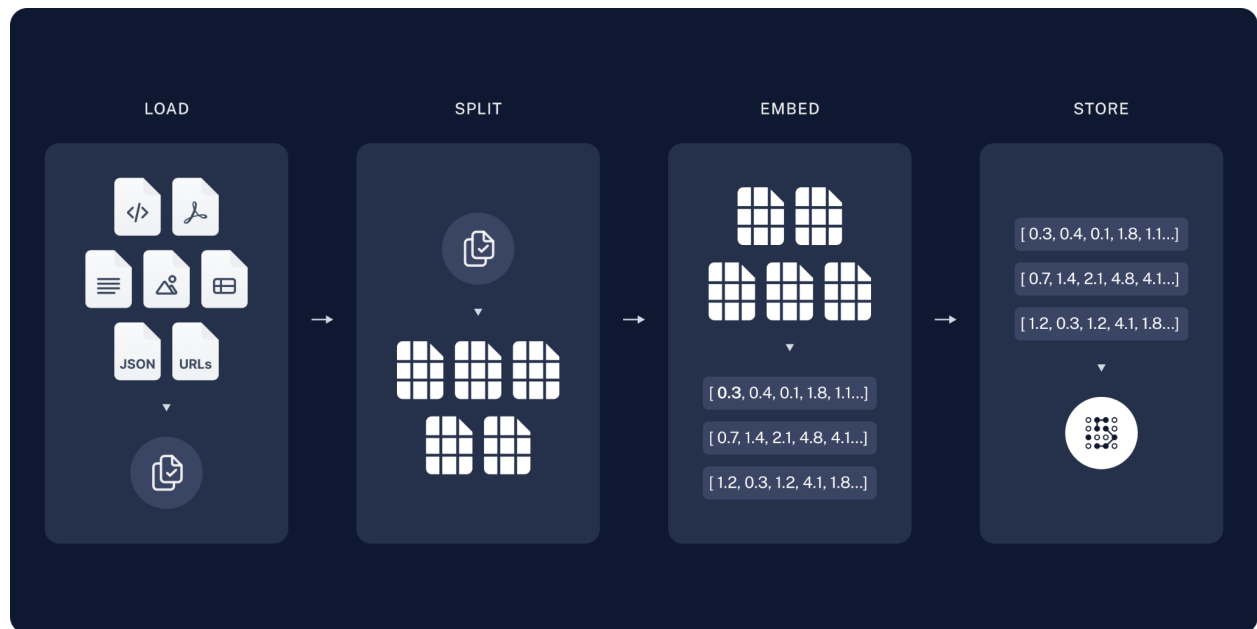 LOAD
SPLIT
EMBED
STORE
JSON
URLs
[ 0.3, 0.4, 0.1, 1.8, 1.1...]
[ 0.7, 1.4, 2.1, 4.8, 4.1...]
[ 1.2, 0.3, 1.2, 4.1, 1.8...]
[ 0.3, 0.4, 0.1, 1.8, 1.1...]
[ 0.7, 1.4, 2.1, 4.8, 4.1...]
[ 1.2, 0.3, 1.2, 4.1, 1.8...]